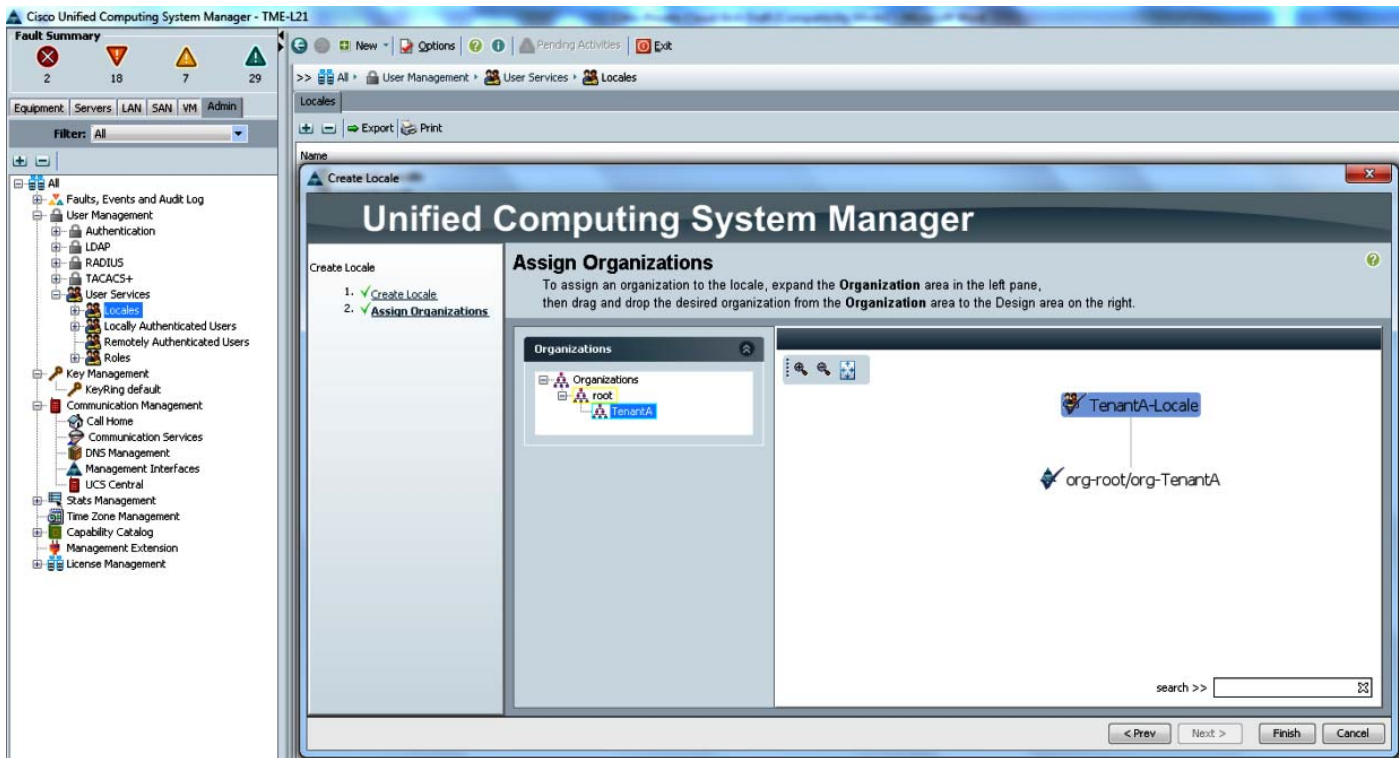 Cisco Unified Computing System Manager - TME-L21
Fault Summary
2 18 7 29
New Options Pending Activities Exit
>> All User Management User Services Locales
Equipment Servers LAN SAN VM Admin
Filter: All
Locales
Export Print
Name
All
Faults, Events and Audit Log
User Management
Authentication
LDAP
RADIUS
TACACS+
User Services
Locales
Locally Authenticated Users
Remotely Authenticated Users
Roles
Key Management
KeyRing default
Communication Management
Call Home
Communication Services
DNS Management
Management Interfaces
UCS Central
Stats Management
Time Zone Management
Capability Catalog
Management Extension
License Management
Create Locale
Unified Computing System Manager
Create Locale
1. Create Locale
2. Assign Organizations
Assign Organizations
To assign an organization to the locale, expand the Organization area in the left pane,
then drag and drop the desired organization from the Organization area to the Design area on the right.
Organizations
Organizations
root
TenantA
TenantA-Locale
org-root/org-TenantA
search >>
< Prev Next > Finish Cancel